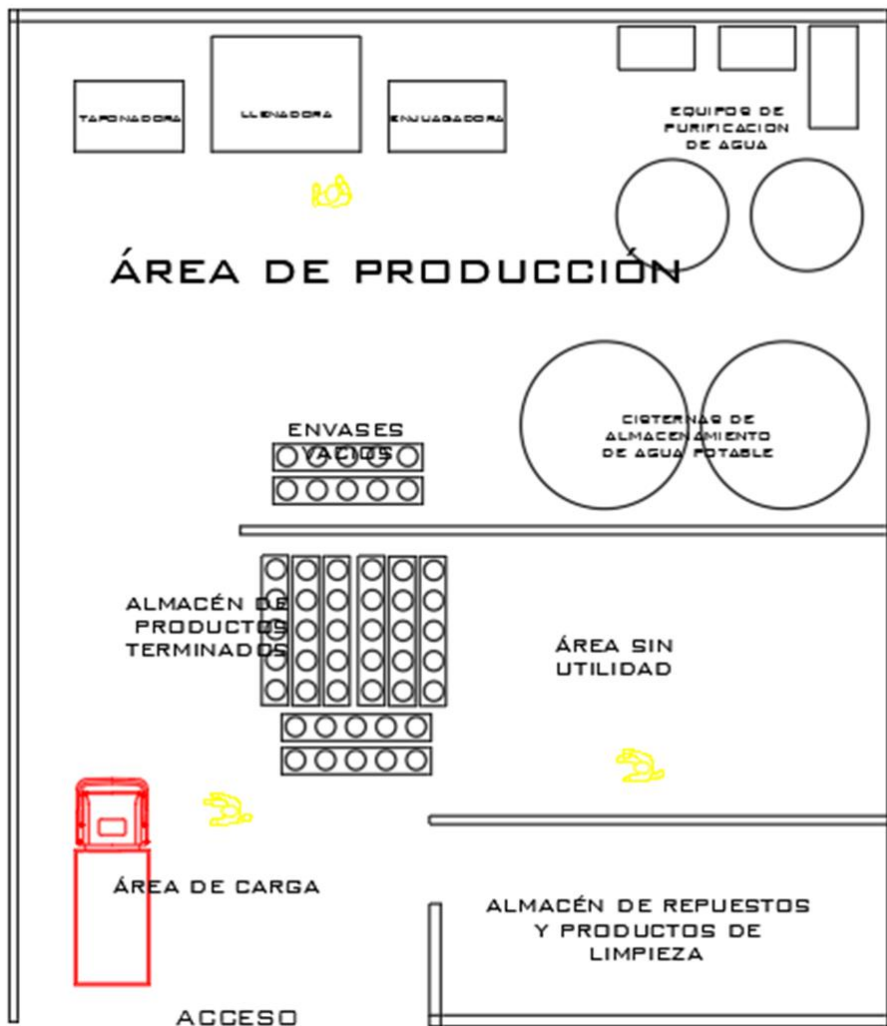 TAPONADORA
LLENADORA
ENJUAGADORA
EQUIPOS DE
PURIFICACION
DE AGUA
ÁREA DE PRODUCCIÓN
ENVASES
VACIOS
CISTERNAS DE
ALMACENAMIENTO
DE AGUA POTABLE
ALMACÉN DE
PRODUCTOS
TERMINADOS
ÁREA SIN
UTILIDAD
ÁREA DE CARGA
ALMACÉN DE REPUESTOS
Y PRODUCTOS DE
LIMPIEZA
ACCESO